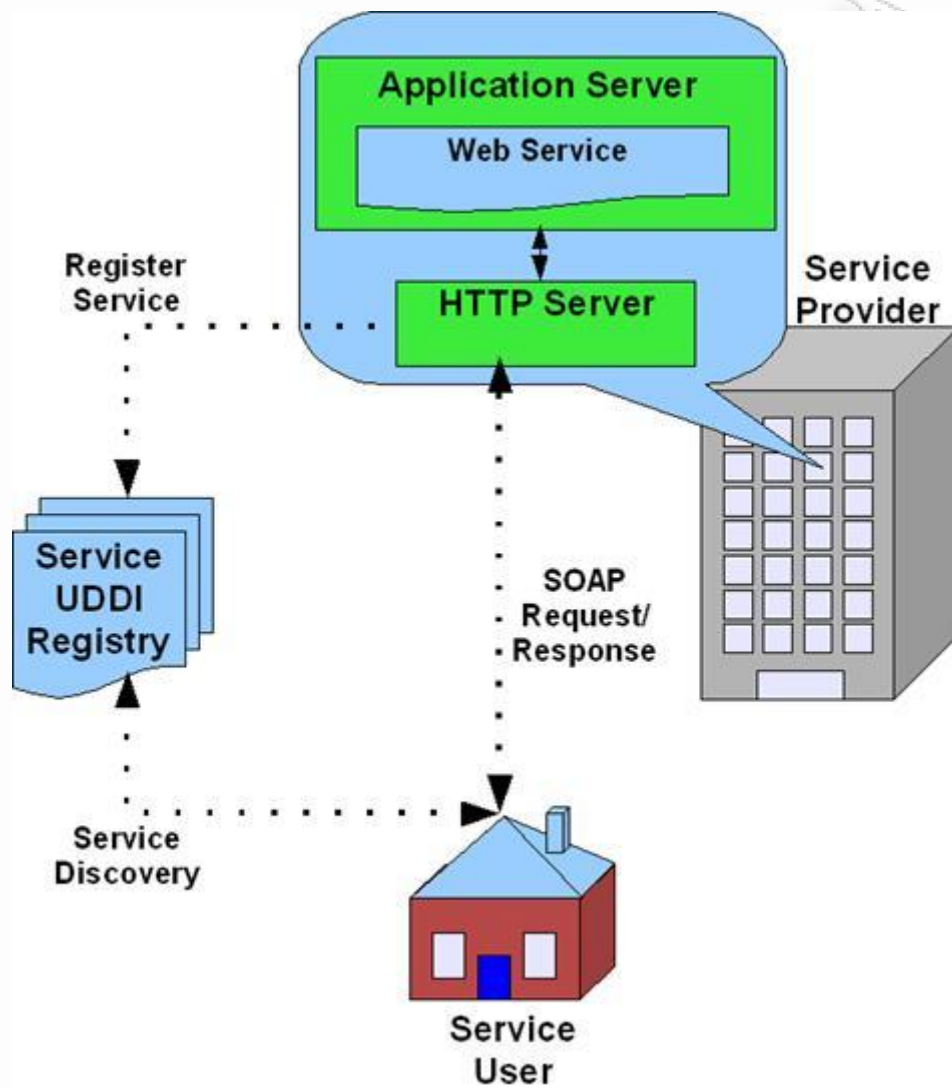 Application Server
Web Service
HTTP Server
Register
Service
Service
Provider
Service
UDDI
Registry
SOAP
Request/
Response
Service
Discovery
Service
User